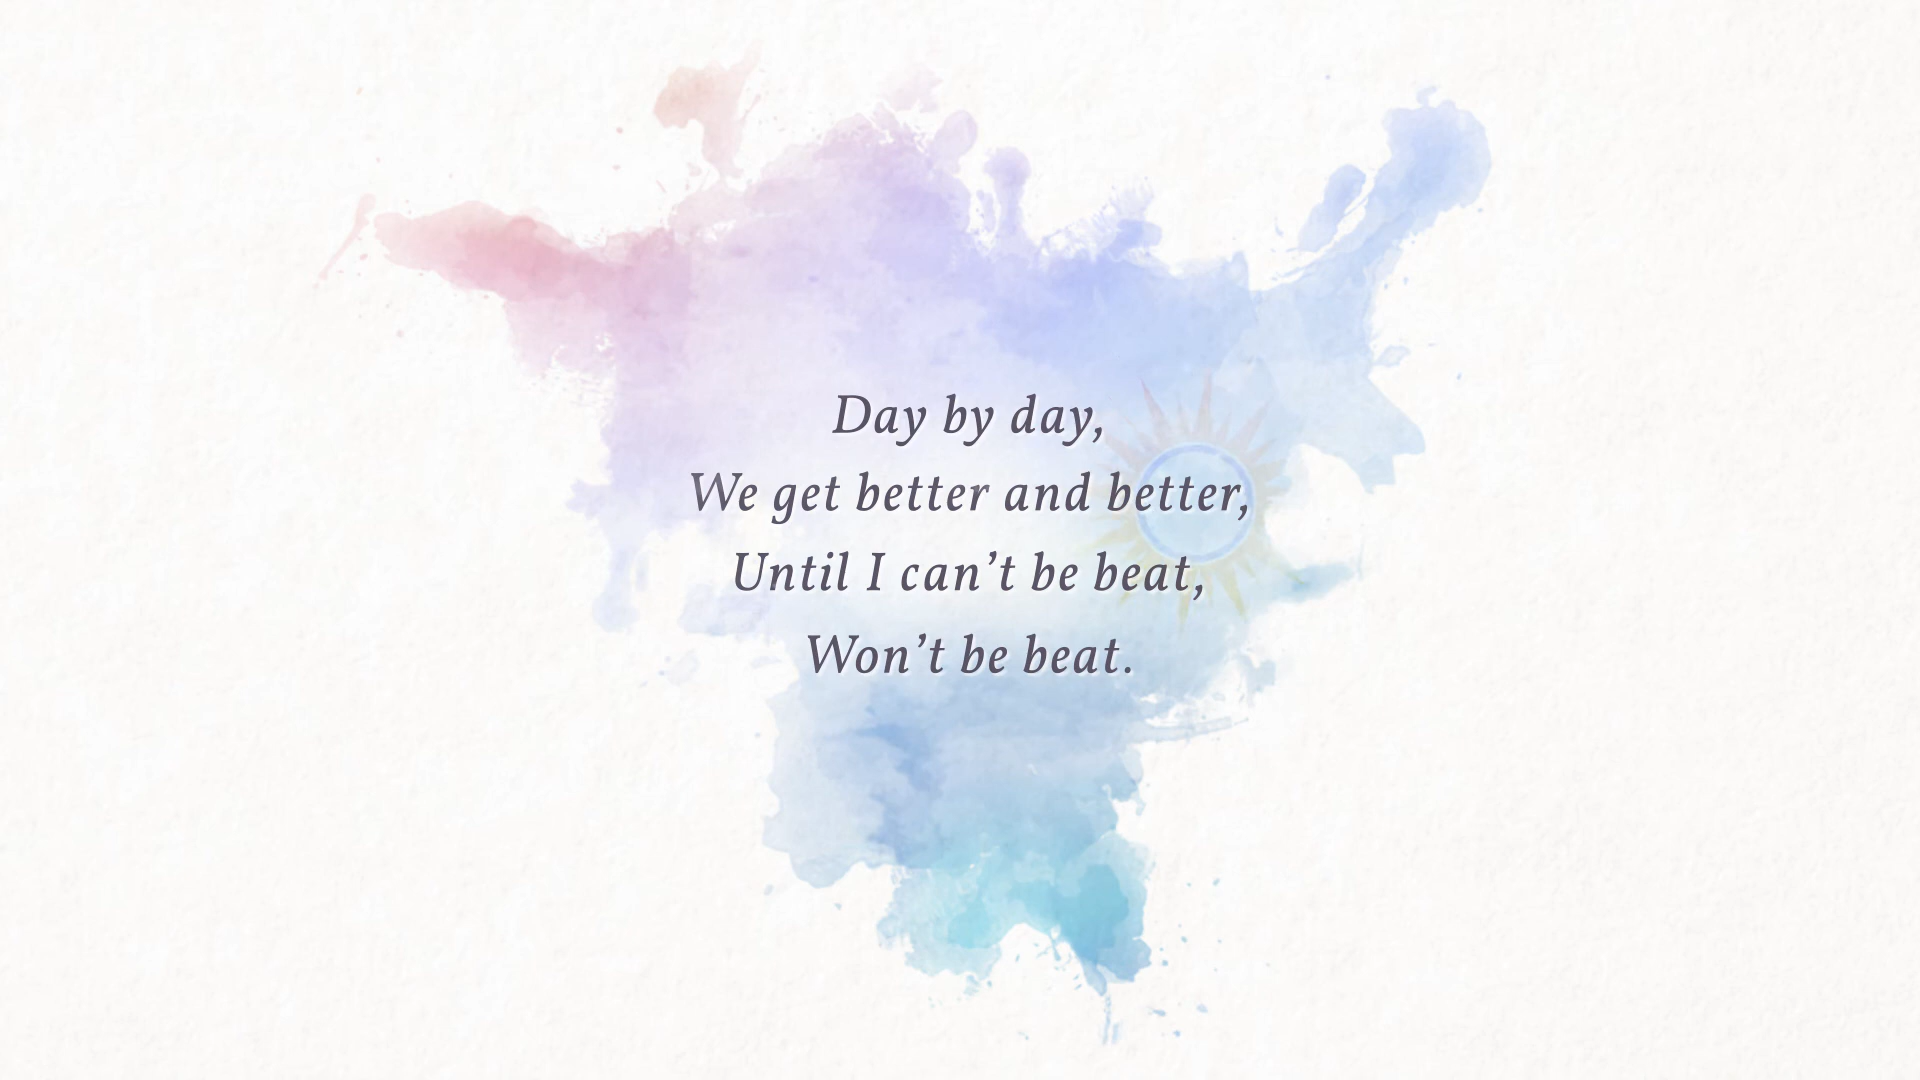 Day by day,
We get better and better,
Until I can’t be beat,
Won’t be beat.